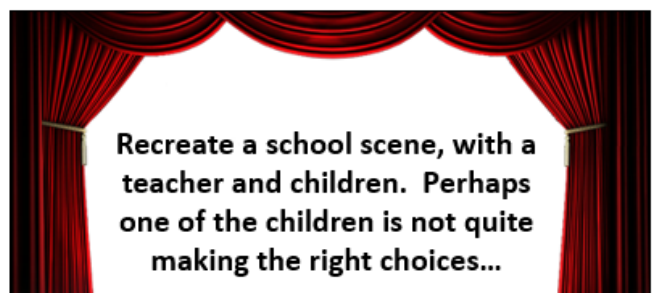 Recreate a school scene, with a
teacher and children.  Perhaps
one of the children is not quite
making the right choices...